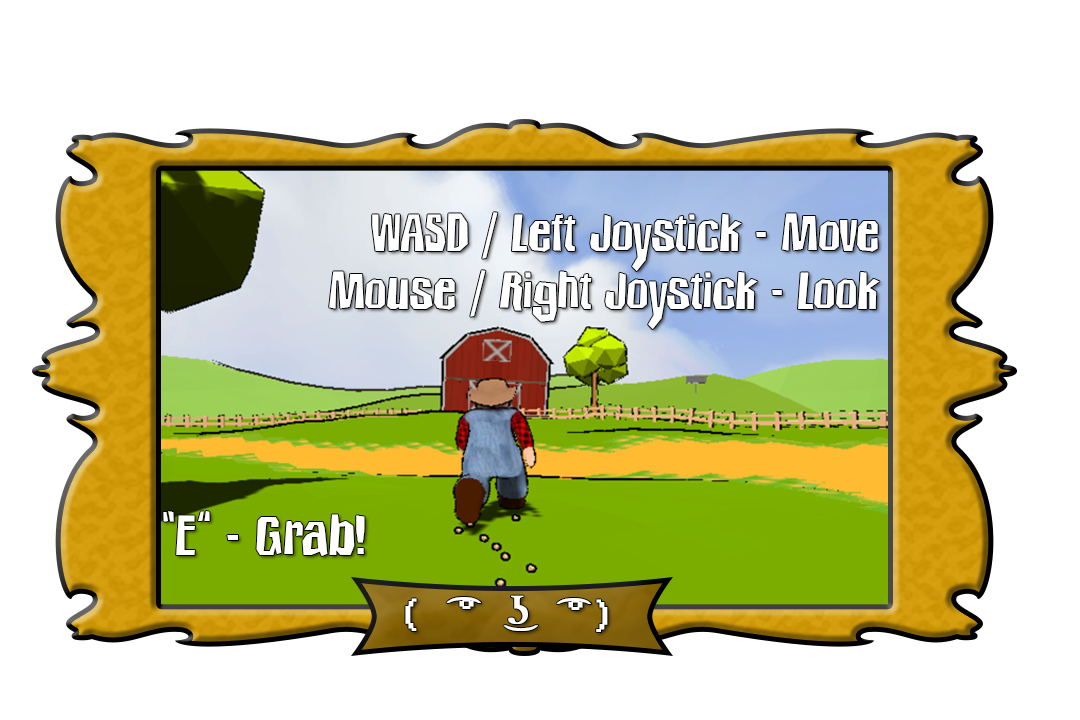 WASD / Left Joystick - Move
Mouse / Right Joystick - Look
"E" - Grab!
( ͡° ͜ʖ ͡°)